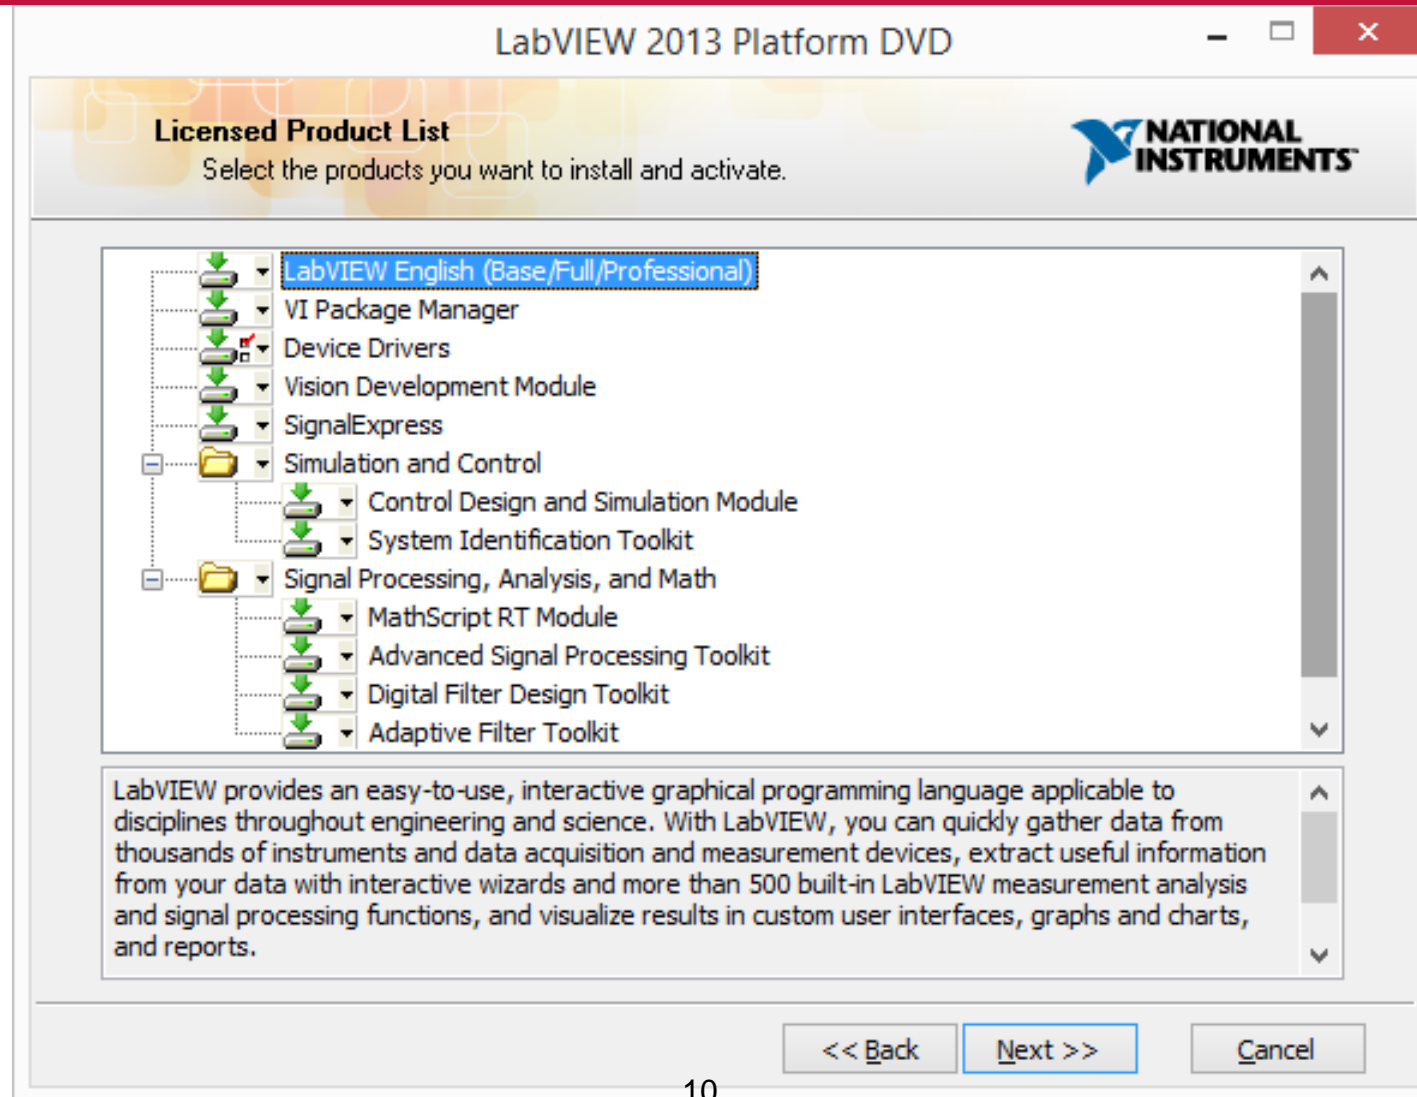 LabVIEW 2013 Platform DVD
Licensed Product List
Select the products you want to install and activate.
NATIONAL
INSTRUMENTS™
LabVIEW English (Base/Full/Professional)
VI Package Manager
Device Drivers
Vision Development Module
SignalExpress
Simulation and Control
Control Design and Simulation Module
System Identification Toolkit
Signal Processing, Analysis, and Math
MathScript RT Module
Advanced Signal Processing Toolkit
Digital Filter Design Toolkit
Adaptive Filter Toolkit
LabVIEW provides an easy-to-use, interactive graphical programming language applicable to
disciplines throughout engineering and science. With LabVIEW, you can quickly gather data from
thousands of instruments and data acquisition and measurement devices, extract useful information
from your data with interactive wizards and more than 500 built-in LabVIEW measurement analysis
and signal processing functions, and visualize results in custom user interfaces, graphs and charts,
and reports.
<< Back Next >> Cancel
10